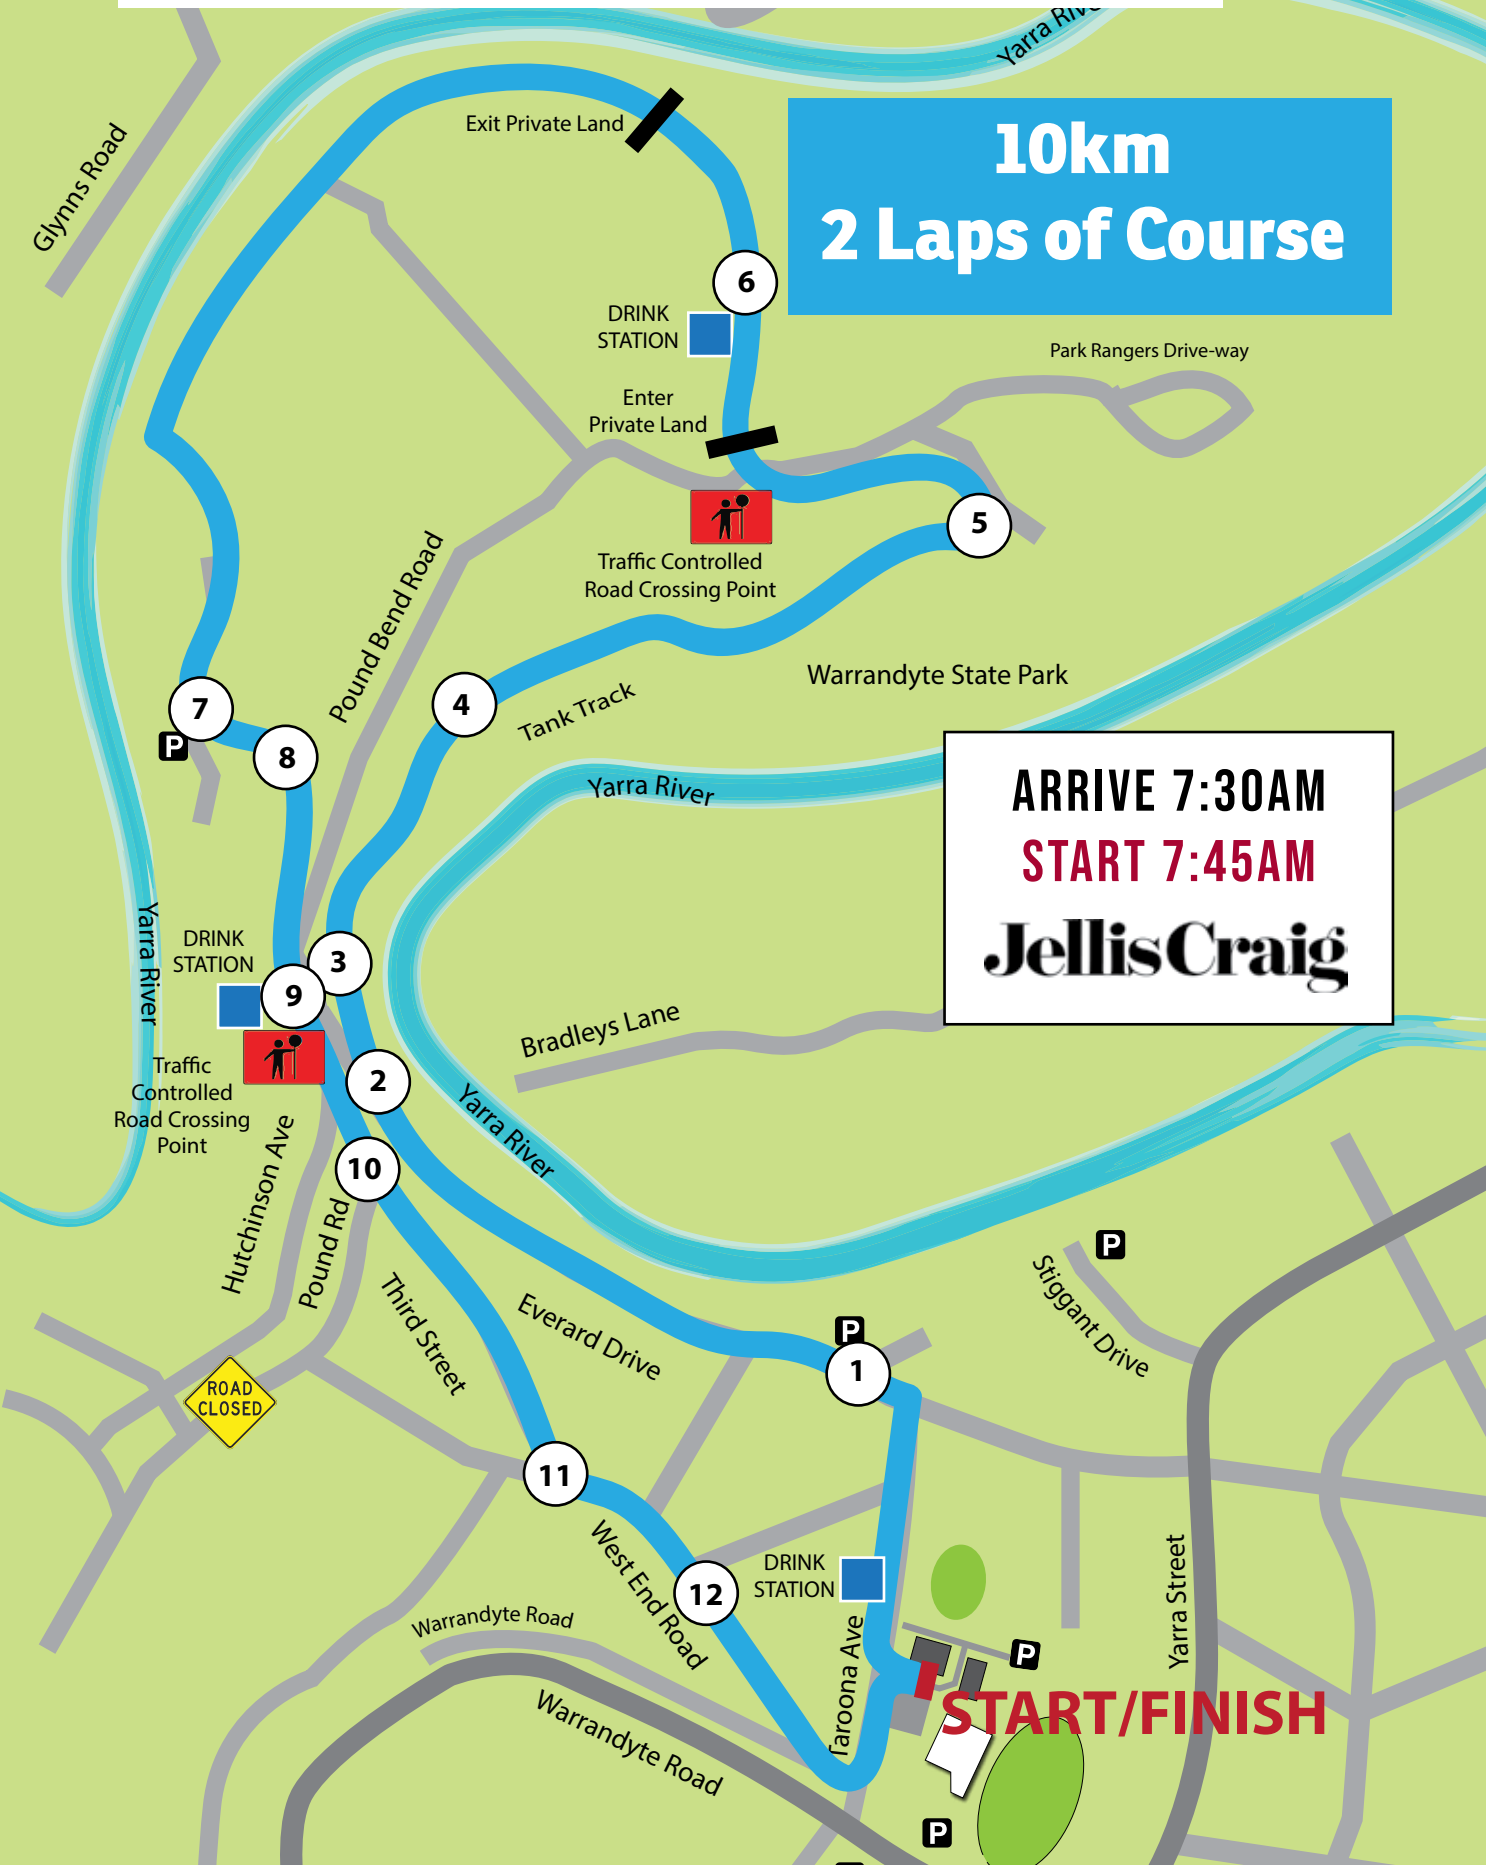 Yarra River
Exit Private Land
10km
2 Laps of Course
Glynns Road
6
DRINK
STATION
Park Rangers Drive-way
Enter
Private Land
5
Traffic Controlled
Road Crossing Point
Pound Bend Road
Warrandyte State Park
4
Tank Track
7
P
8
Yarra River
ARRIVE 7:30AM
START 7:45AM
JellisCraig
Yarra River
DRINK
STATION
3
9
Bradleys Lane
Traffic
Controlled
Road Crossing
Point
2
Yarra River
Hutchinson Ave
10
Pound Rd
P
Stiggant Drive
Third Street
Everard Drive
P
1
ROAD
CLOSED
11
West End Road
12
DRINK
STATION
Yarra Street
Warrandyte Road
Taroona Ave
P
START/FINISH
Warrandyte Road
P